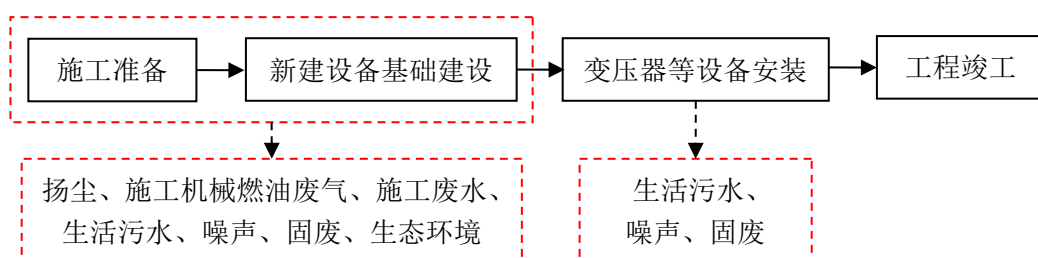 施工准备
新建设备基础建设
变压器等设备安装
工程竣工
扬尘、施工机械燃油废气、施工废水、
生活污水、噪声、固废、生态环境
生活污水、
噪声、固废